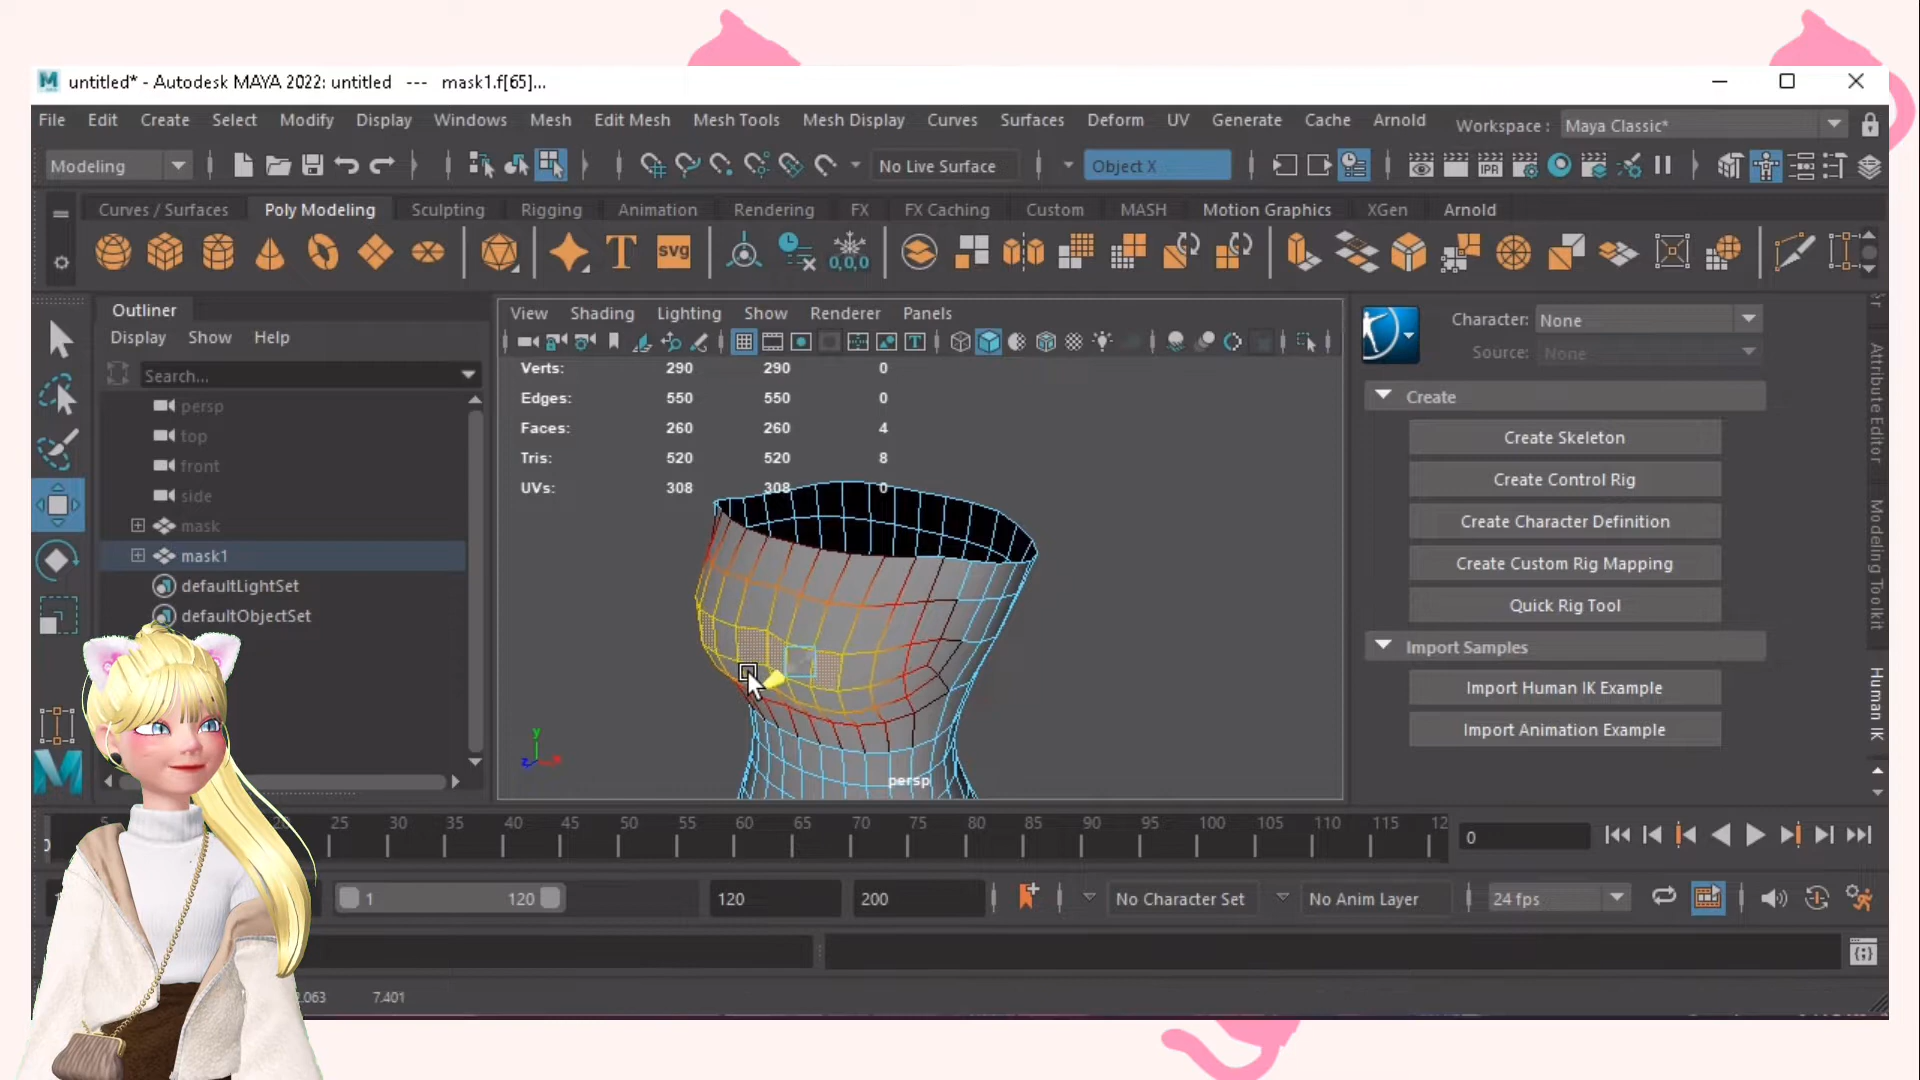 untitled* - Autodesk MAYA 2022: untitled   ---   mask1.f[65]...
File Edit Create Select Modify Display Windows Mesh Edit Mesh Mesh Tools Mesh Display Curves Surfaces Deform UV Generate Cache Arnold Workspace : Maya Classic*
Modeling No Live Surface Object X IPR
Curves / Surfaces Poly Modeling Sculpting Rigging Animation Rendering FX FX Caching Custom MASH Motion Graphics XGen Arnold
T svg 0,0,0
Outliner
Display Show Help
Search...
persp
top
front
side
mask
mask1
defaultLightSet
defaultObjectSet
View Shading Lighting Show Renderer Panels
Verts: 290 290 0
Edges: 550 550 0
Faces: 260 260 4
Tris: 520 520 8
UVs: 308 308 0
y
z
persp
Character: None
Source: None
Create
Create Skeleton
Create Control Rig
Create Character Definition
Create Custom Rig Mapping
Quick Rig Tool
Import Samples
Import Human IK Example
Import Animation Example
Attribute Editor
Modeling Toolkit
Human IK
5 20 25 30 35 40 45 50 55 60 65 70 75 80 85 90 95 100 105 110 115 12
0
1 120 120 200 No Character Set No Anim Layer 24 fps
.063 7.401